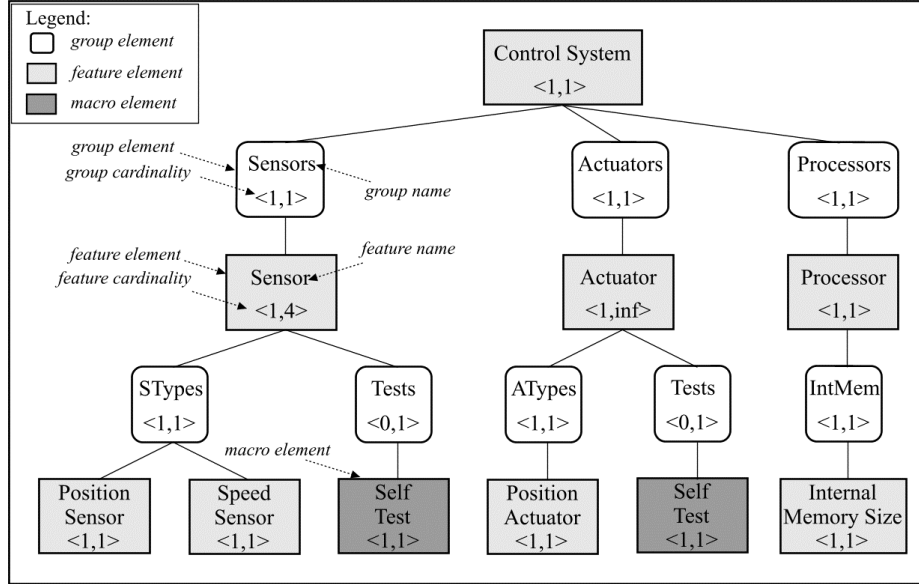 Legend:
group element
feature element
macro element
Control System
<1,1>
group element
group cardinality
Sensors
<1,1>
group name
Actuators
<1,1>
Processors
<1,1>
feature element
feature cardinality
Sensor
<1,4>
feature name
Actuator
<1,inf>
Processor
<1,1>
STypes
<1,1>
Tests
<0,1>
ATypes
<1,1>
Tests
<0,1>
IntMem
<1,1>
macro element
Position
Sensor
<1,1>
Speed
Sensor
<1,1>
Self
Test
<1,1>
Position
Actuator
<1,1>
Self
Test
<1,1>
Internal
Memory Size
<1,1>